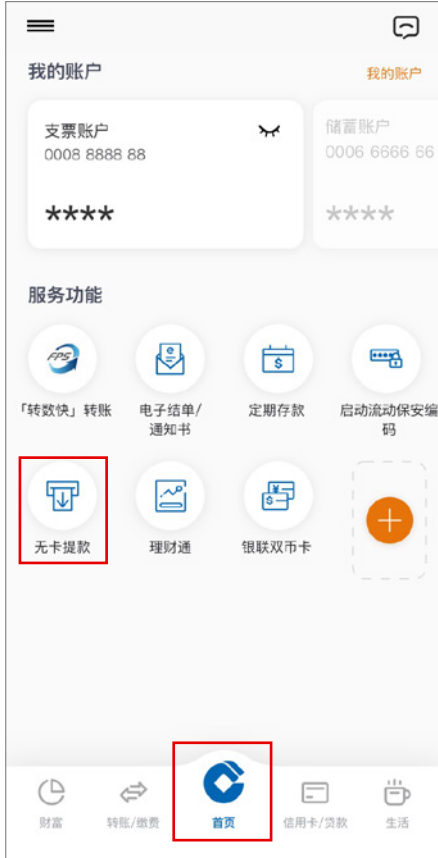 我的账户
我的账户
支票账户
0008 8888 88
****
储蓄账户
0006 6666 66
****
服务功能
FPS
「转数快」转账
e
电子结单/
通知书
$
定期存款
****
启动流动保安编
码
无卡提款
理财通
¥
$
银联双币卡
财富
转账/缴费
首页
信用卡/贷款
生活